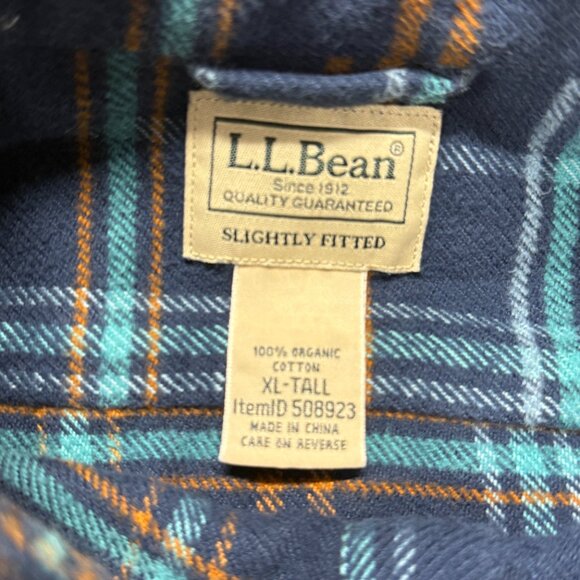 L.L.Bean®
Since 1912
QUALITY GUARANTEED
SLIGHTLY FITTED
100% ORGANIC
COTTON
XL-TALL
ItemID 508923
MADE IN CHINA
CARE ON REVERSE